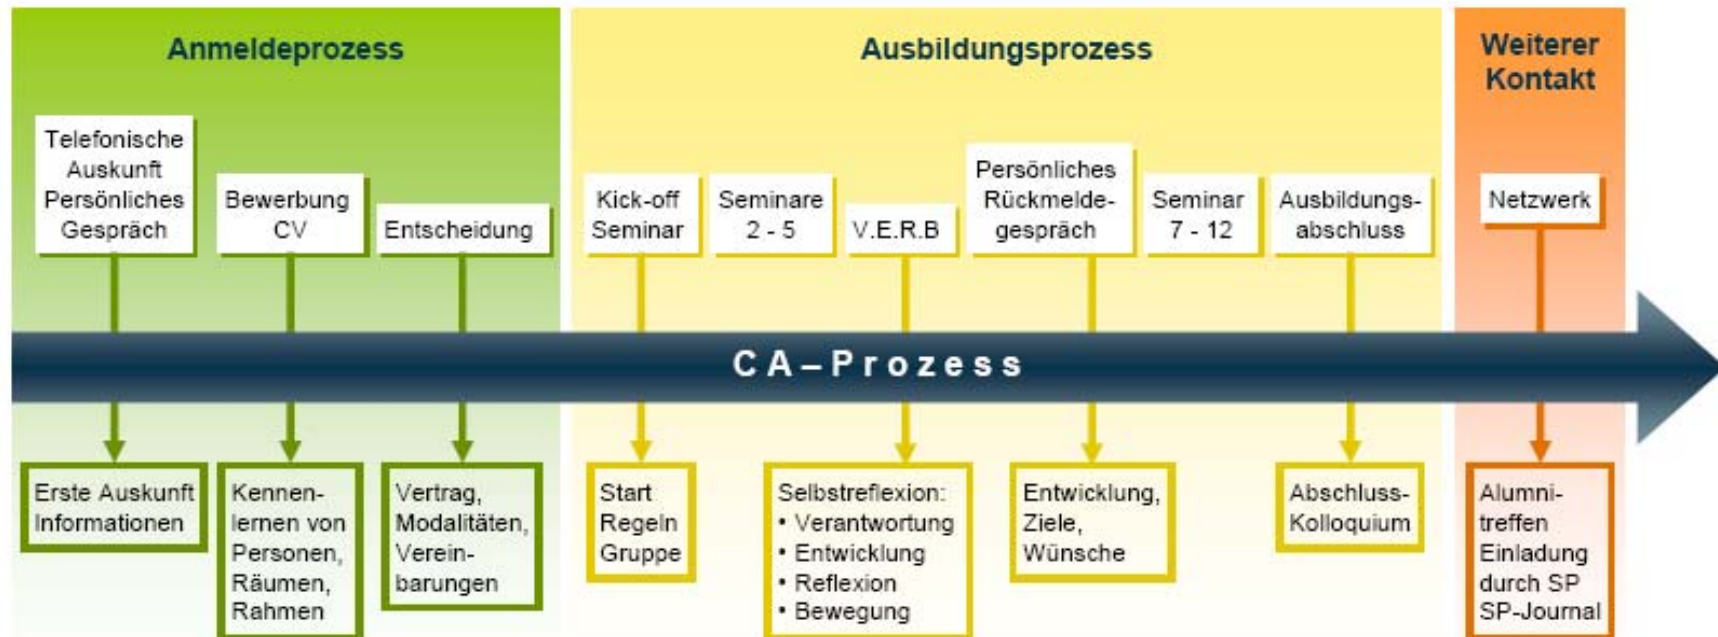 Anmeldeprozess
Telefonische
Auskunft
Persönliches
Gespräch
Bewerbung
CV
Entscheidung
Ausbildungsprozess
Kick-off
Seminar
Seminare
2 - 5
V.E.R.B
Persönliches
Rückmelde-
gespräch
Seminar
7 - 12
Ausbildungs-
abschluss
Weiterer
Kontakt
Netzwerk
CA–Prozess
Erste Auskunft
Informationen
Kennen-
lernen von
Personen,
Räumen,
Rahmen
Vertrag,
Modalitäten,
Verein-
barungen
Start
Regeln
Gruppe
Selbstreflexion:
• Verantwortung
• Entwicklung
• Reflexion
• Bewegung
Entwicklung,
Ziele,
Wünsche
Abschluss-
Kolloquium
Alumni-
treffen
Einladung
durch SP
SP-Journal